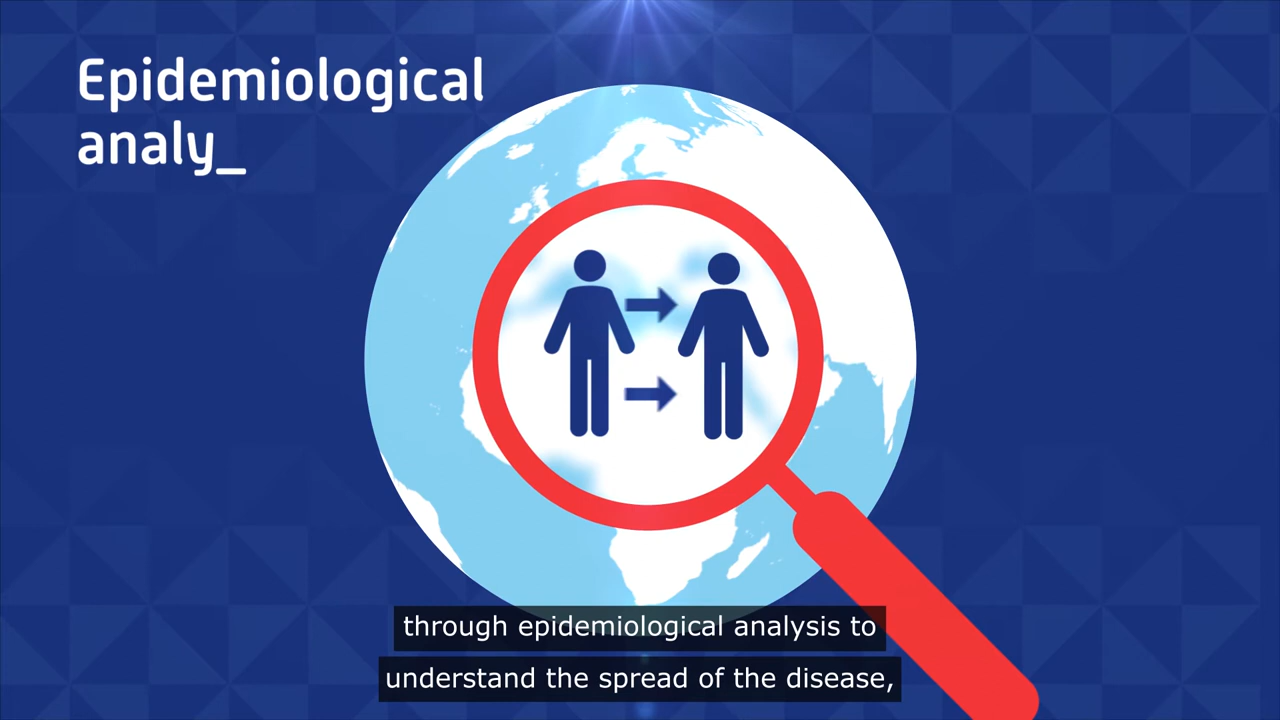 Epidemiological
analy_
through epidemiological analysis to
understand the spread of the disease,